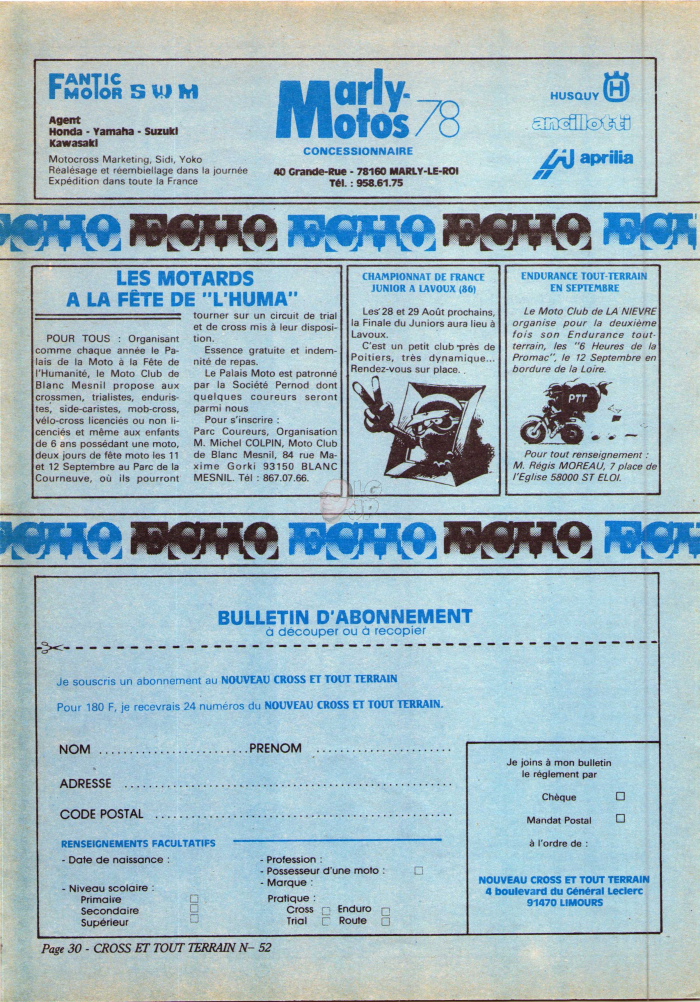 FANTIC
MOTOR SWM
Agent
Honda - Yamaha - Suzuki
Kawasaki
Motocross Marketing, Sidi, Yoko
Réalésage et réembiellage dans la journée
Expédition dans toute la France
Marly-
Motos 78
CONCESSIONNAIRE
40 Grande-Rue - 78160 MARLY-LE-ROI
Tél. : 958.61.75
HUSQUY H
ancillotti
aprilia
ECHO ECHO ECHO ECHO ECH
LES MOTARDS
A LA FÊTE DE "L'HUMA"
POUR TOUS : Organisant
comme chaque année le Pa-
lais de la Moto à la Fête de
l'Humanité, le Moto Club de
Blanc Mesnil propose aux
crossmen, trialistes, enduris-
tes, side-caristes, mob-cross,
vélo-cross licenciés ou non li-
cenciés et même aux enfants
de 6 ans possédant une moto,
deux jours de fête moto les 11
et 12 Septembre au Parc de la
Courneuve, où ils pourront
tourner sur un circuit de trial
et de cross mis à leur disposi-
tion.
Essence gratuite et indem-
nité de repas.
Le Palais Moto est patronné
par la Société Pernod dont
quelques coureurs seront
parmi nous
Pour s'inscrire :
Parc Coureurs, Organisation
M. Michel COLPIN, Moto Club
de Blanc Mesnil, 84 rue Ma-
xime Gorki 93150 BLANC
MESNIL. Tél : 867.07.66.
CHAMPIONNAT DE FRANCE
JUNIOR A LAVOUX (86)
Les 28 et 29 Août prochains,
la Finale du Juniors aura lieu à
Lavoux.
C'est un petit club près de
Poitiers, très dynamique...
Rendez-vous sur place.
ENDURANCE TOUT-TERRAIN
EN SEPTEMBRE
Le Moto Club de LA NIEVRE
organise pour la deuxième
fois son Endurance tout-
terrain, les "6 Heures de la
Promac", le 12 Septembre en
bordure de la Loire.
PTT
Pour tout renseignement :
M. Régis MOREAU, 7 place de
l'Eglise 58000 ST ELOI.
ECHO ECHO ECHO ECHO ECH
BULLETIN D'ABONNEMENT
à découper ou à recopier
Je souscris un abonnement au NOUVEAU CROSS ET TOUT TERRAIN
Pour 180 F, je recevrais 24 numéros du NOUVEAU CROSS ET TOUT TERRAIN.
NOM ........................ PRENOM ......................
ADRESSE ......................................................
CODE POSTAL ................................................
RENSEIGNEMENTS FACULTATIFS
- Date de naissance :
- Niveau scolaire :
Primaire □
Secondaire □
Supérieur □
- Profession :
- Possesseur d'une moto : □
- Marque :
Pratique :
Cross □ Enduro □
Trial □ Route □
Je joins à mon bulletin
le réglement par
Chèque □
Mandat Postal □
à l'ordre de :
NOUVEAU CROSS ET TOUT TERRAIN
4 boulevard du Général Leclerc
91470 LIMOURS
Page 30 - CROSS ET TOUT TERRAIN N– 52